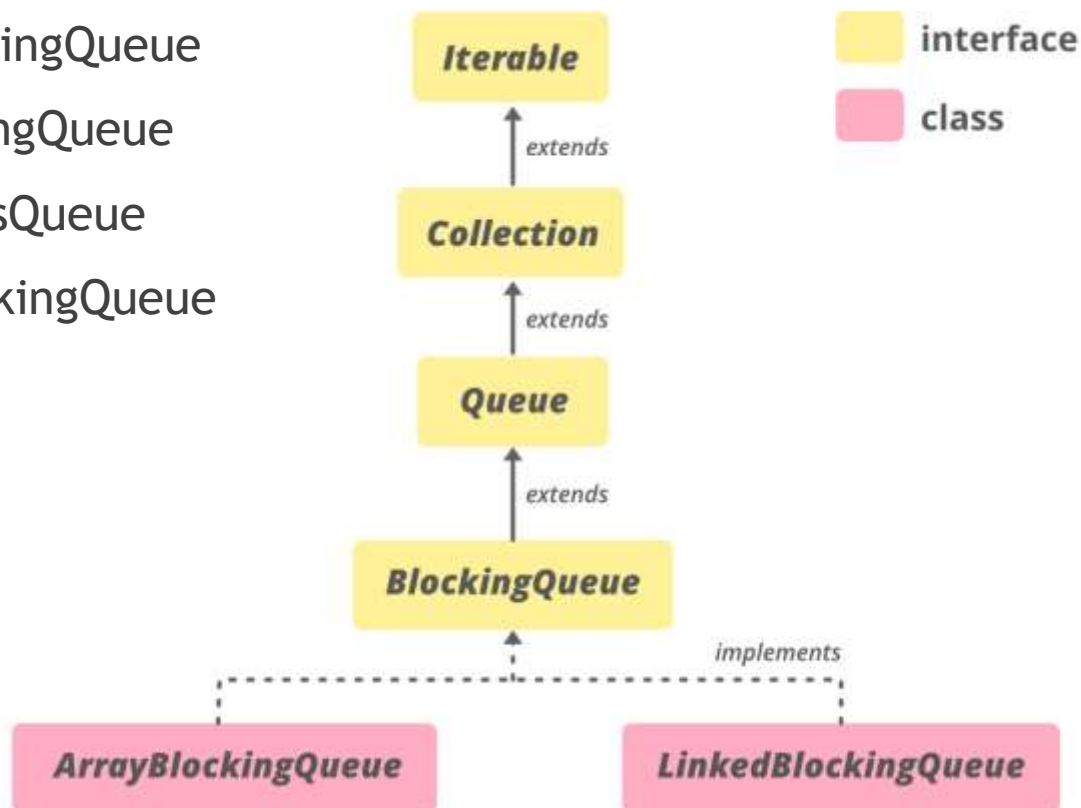 ingQueue
ngQueue
sQueue
kingQueue
Iterable
extends
Collection
extends
Queue
extends
BlockingQueue
implements
ArrayBlockingQueue
LinkedBlockingQueue
interface
class